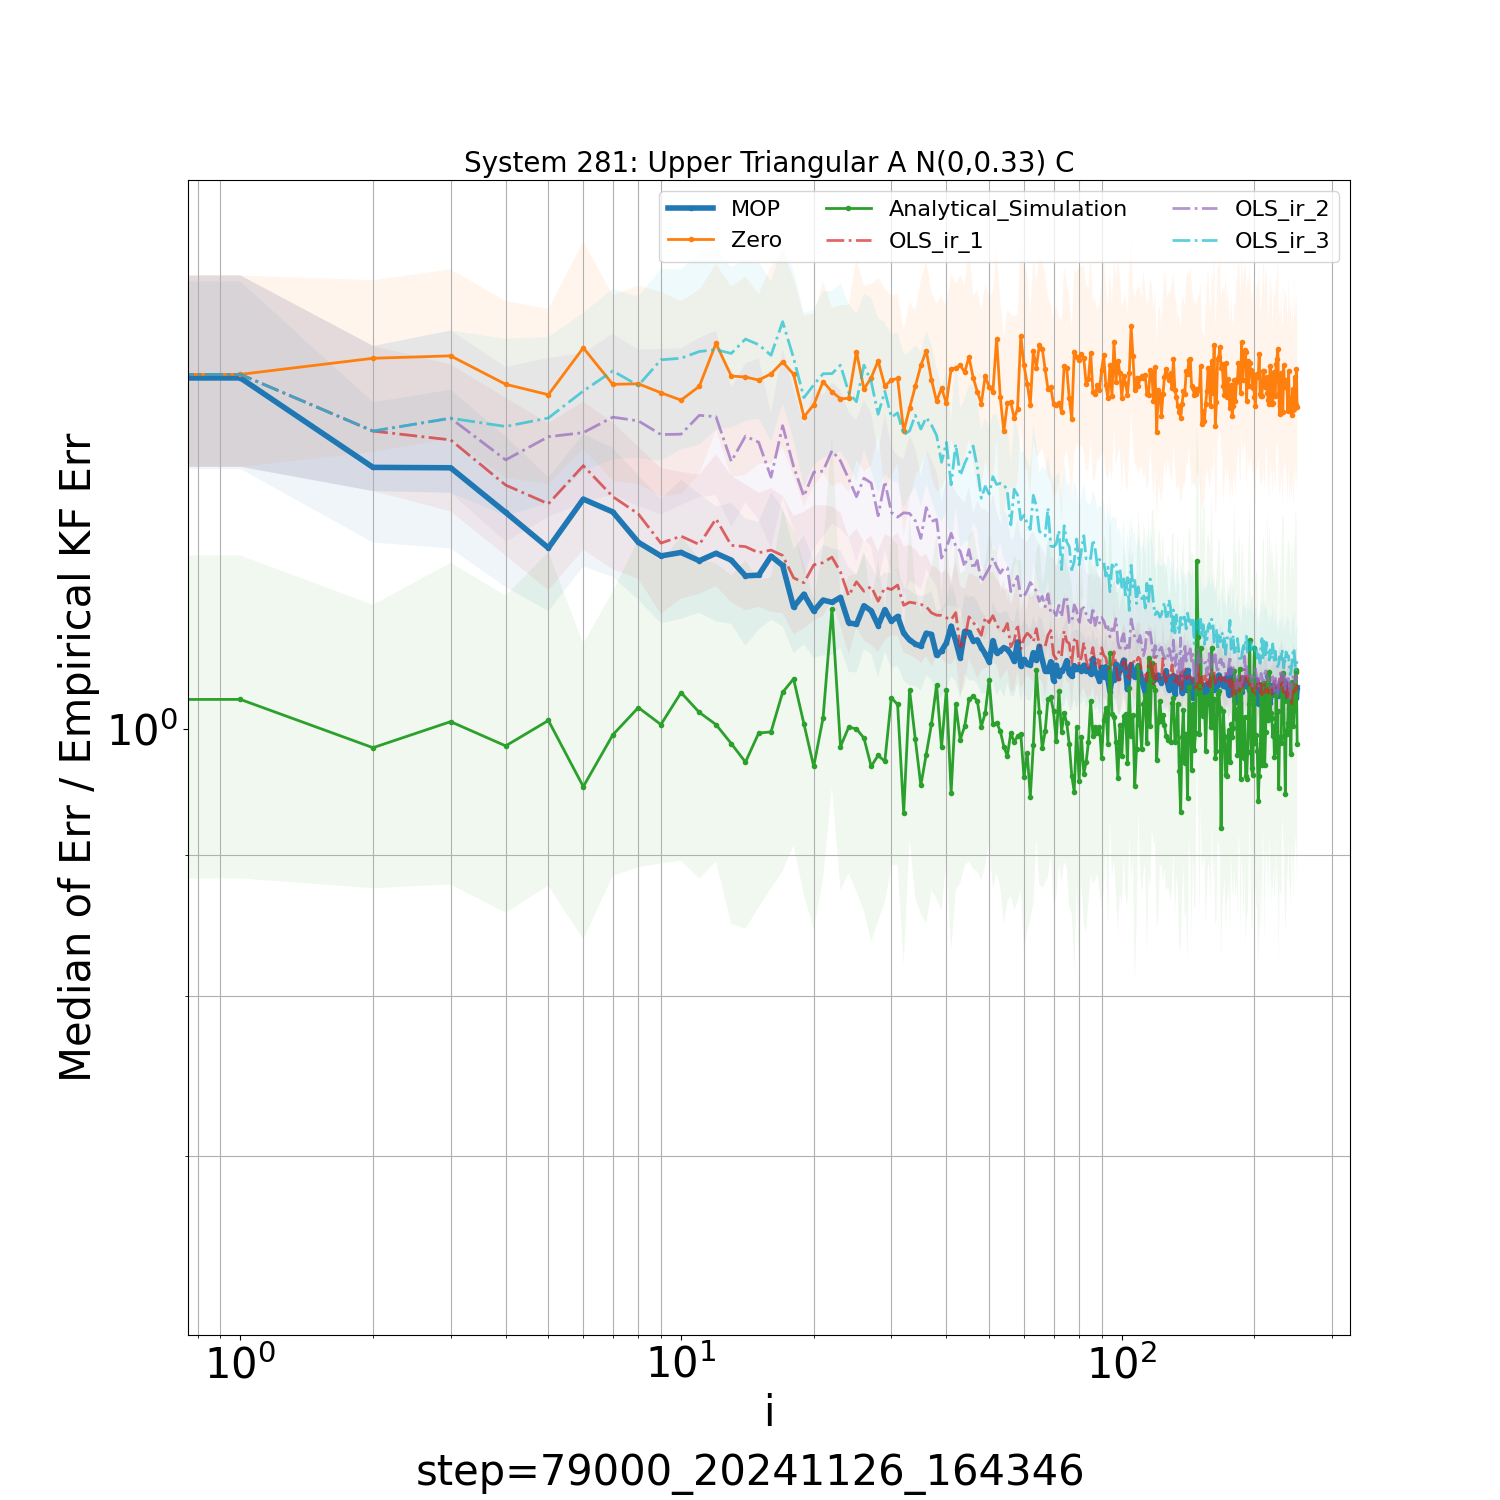 System 281: Upper Triangular A N(0,0.33) C
MOP
Zero
Analytical_Simulation
OLS_ir_1
OLS_ir_2
OLS_ir_3
Median of Err / Empirical KF Err
10⁰
10⁰
10¹
10²
i
step=79000_20241126_164346